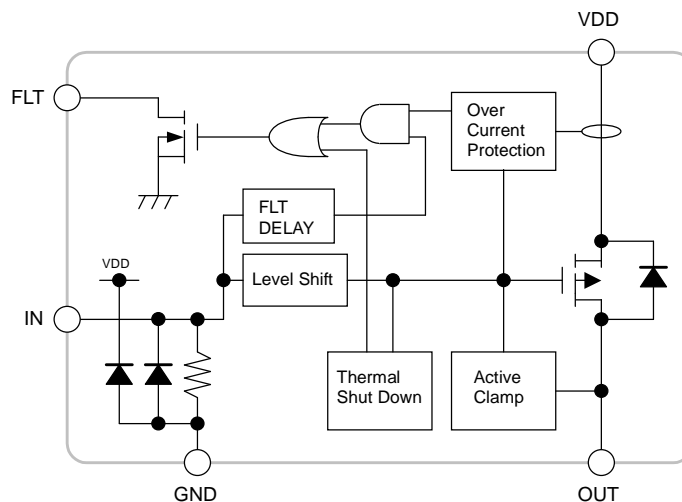 VDD
FLT
Over
Current
Protection
FLT
DELAY
VDD
Level Shift
IN
Thermal
Shut Down
Active
Clamp
GND
OUT